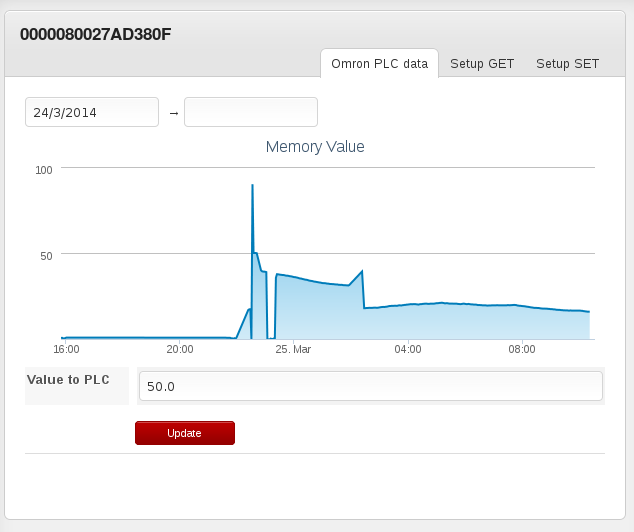 0000080027AD380F
Omron PLC data Setup GET Setup SET
24/3/2014 →
Memory Value
100
50
16:00 20:00 25. Mar 04:00 08:00
Value to PLC 50.0
Update